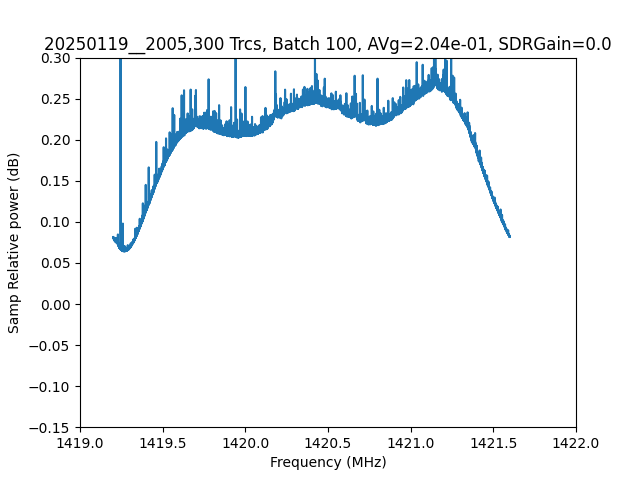 20250119__2005,300 Trcs, Batch 100, AVg=2.04e-01, SDRGain=0.0
Samp Relative power (dB)
0.30
0.25
0.20
0.15
0.10
0.05
0.00
−0.05
−0.10
−0.15
1419.0 1419.5 1420.0 1420.5 1421.0 1421.5 1422.0
Frequency (MHz)